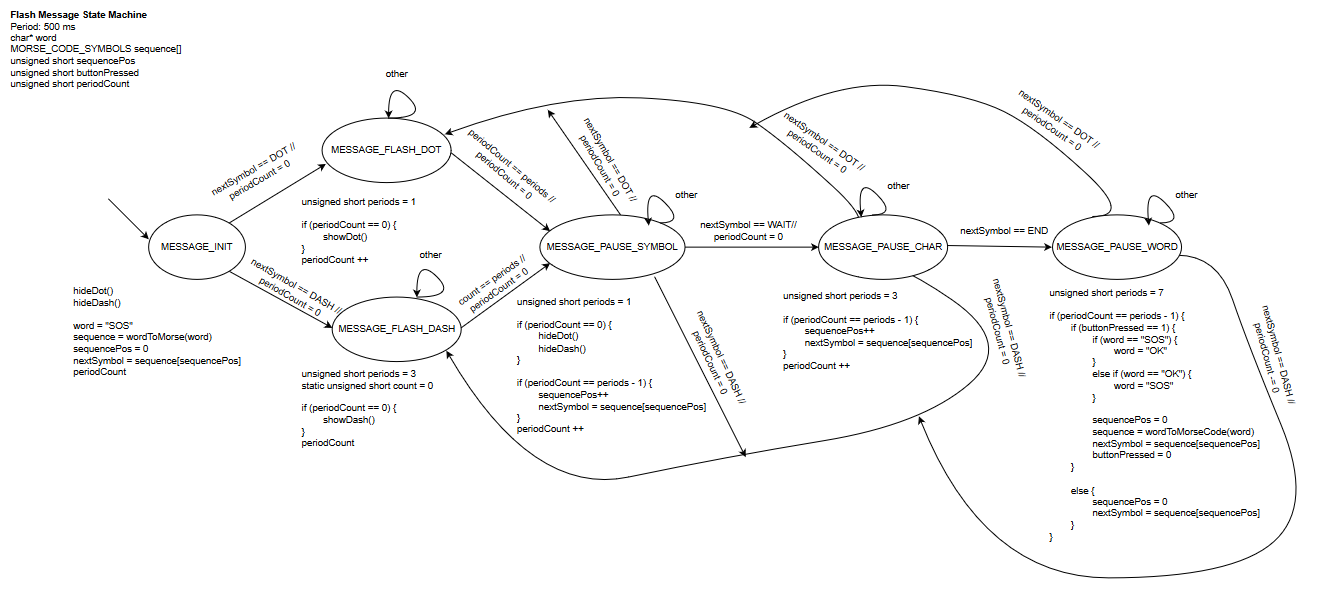 Flash Message State Machine
Period: 500 ms
char* word
MORSE_CODE_SYMBOLS sequence[]
unsigned short sequencePos
unsigned short buttonPressed
unsigned short periodCount
other
MESSAGE_FLASH_DOT
nextSymbol == DOT //
periodCount = 0
unsigned short periods = 1
if (periodCount == 0) {
showDot()
}
periodCount ++
MESSAGE_INIT
hideDot()
hideDash()
word = "SOS"
sequence = wordToMorse(word)
sequencePos = 0
nextSymbol = sequence[sequencePos]
periodCount
nextSymbol == DASH //
periodCount = 0
other
MESSAGE_FLASH_DASH
unsigned short periods = 3
static unsigned short count = 0
if (periodCount == 0) {
showDash()
}
periodCount
periodCount == periods //
periodCount = 0
count == periods //
periodCount = 0
nextSymbol == DOT //
periodCount = 0
other
MESSAGE_PAUSE_SYMBOL
unsigned short periods = 1
if (periodCount == 0) {
hideDot()
hideDash()
}
if (periodCount == periods - 1) {
sequencePos++
nextSymbol = sequence[sequencePos]
}
periodCount ++
nextSymbol == DASH //
periodCount = 0
nextSymbol == WAIT//
periodCount = 0
nextSymbol == DOT //
periodCount = 0
other
MESSAGE_PAUSE_CHAR
unsigned short periods = 3
if (periodCount == periods - 1) {
sequencePos++
nextSymbol = sequence[sequencePos]
}
periodCount ++
nextSymbol == DASH //
periodCount = 0
nextSymbol == END
nextSymbol == DOT //
periodCount = 0
other
MESSAGE_PAUSE_WORD
unsigned short periods = 7
if (periodCount == periods - 1) {
if (buttonPressed == 1) {
if (word == "SOS") {
word = "OK"
}
else if (word == "OK") {
word = "SOS"
}
sequencePos = 0
sequence = wordToMorseCode(word)
nextSymbol = sequence[sequencePos]
buttonPressed = 0
}
else {
sequencePos = 0
nextSymbol = sequence[sequencePos]
}
}
nextSymbol == DASH //
periodCount -= 0